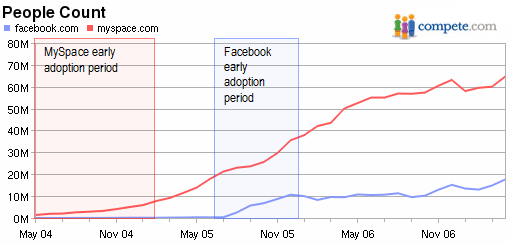 People Count
facebook.com myspace.com
compete.com
80M
70M
60M
50M
40M
30M
20M
10M
0M
MySpace early
adoption period
Facebook
early
adoption
period
May 04 Nov 04 May 05 Nov 05 May 06 Nov 06